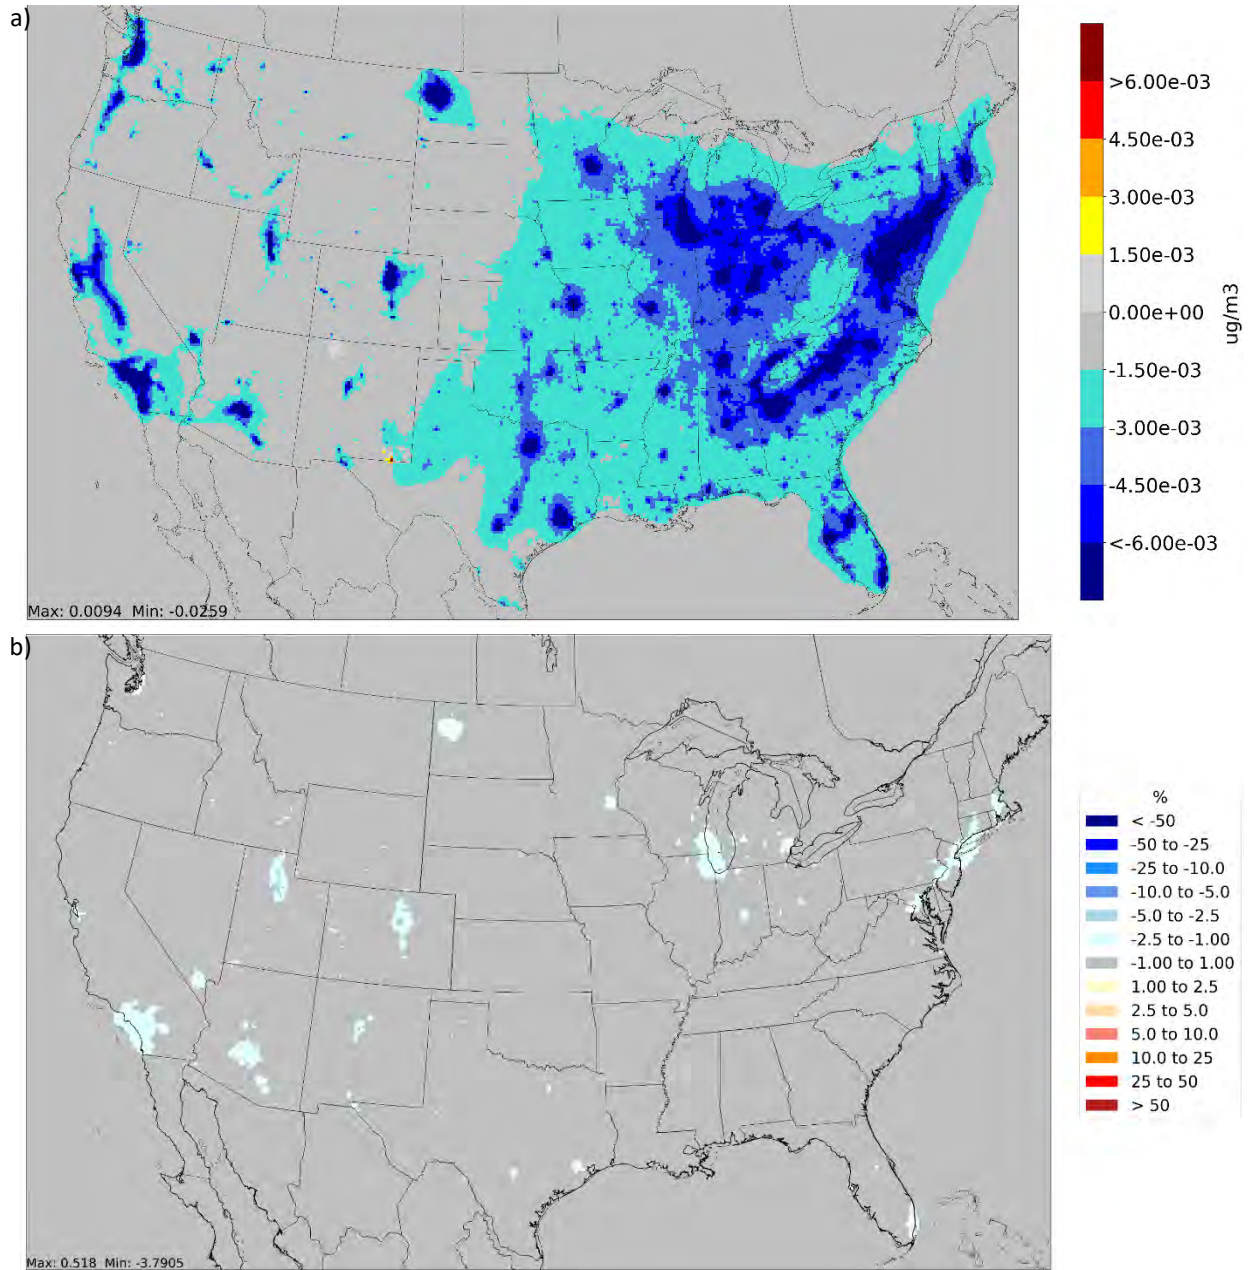 a)
>6.00e-03
4.50e-03
3.00e-03
1.50e-03
0.00e+00
-1.50e-03
-3.00e-03
-4.50e-03
<-6.00e-03
ug/m3
Max: 0.0094 Min: -0.0259
b)
%
< -50
-50 to -25
-25 to -10.0
-10.0 to -5.0
-5.0 to -2.5
-2.5 to -1.00
-1.00 to 1.00
1.00 to 2.5
2.5 to 5.0
5.0 to 10.0
10.0 to 25
25 to 50
> 50
Max: 0.518 Min: -3.7905